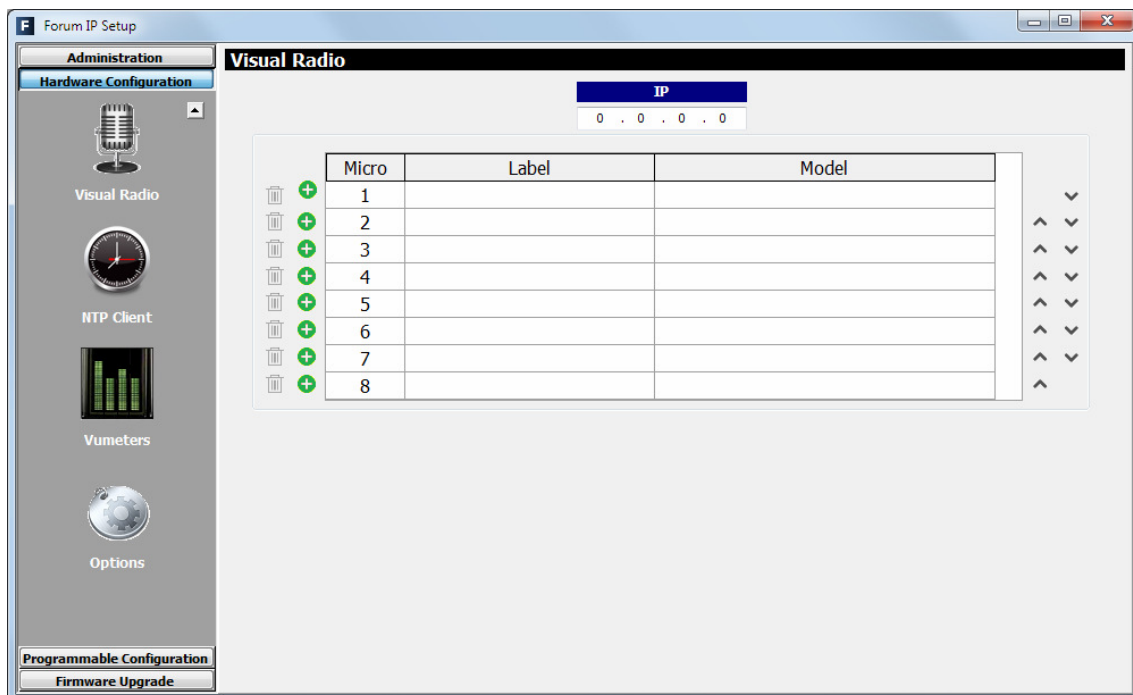 F Forum IP Setup
Administration
Hardware Configuration
Visual Radio
NTP Client
Vumeters
Options
Programmable Configuration
Firmware Upgrade
Visual Radio
IP
0 . 0 . 0 . 0
Micro Label Model
1
2
3
4
5
6
7
8